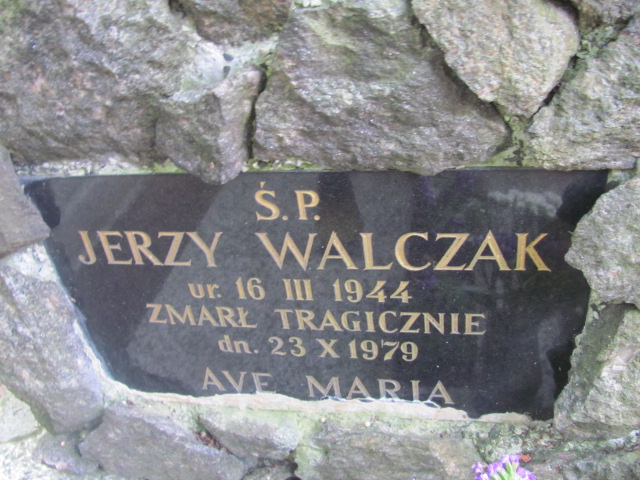 Ś.P.
JERZY WALCZAK
ur. 16 III 1944
ZMARŁ TRAGICZNIE
dn. 23 X 1979
AVE MARIA